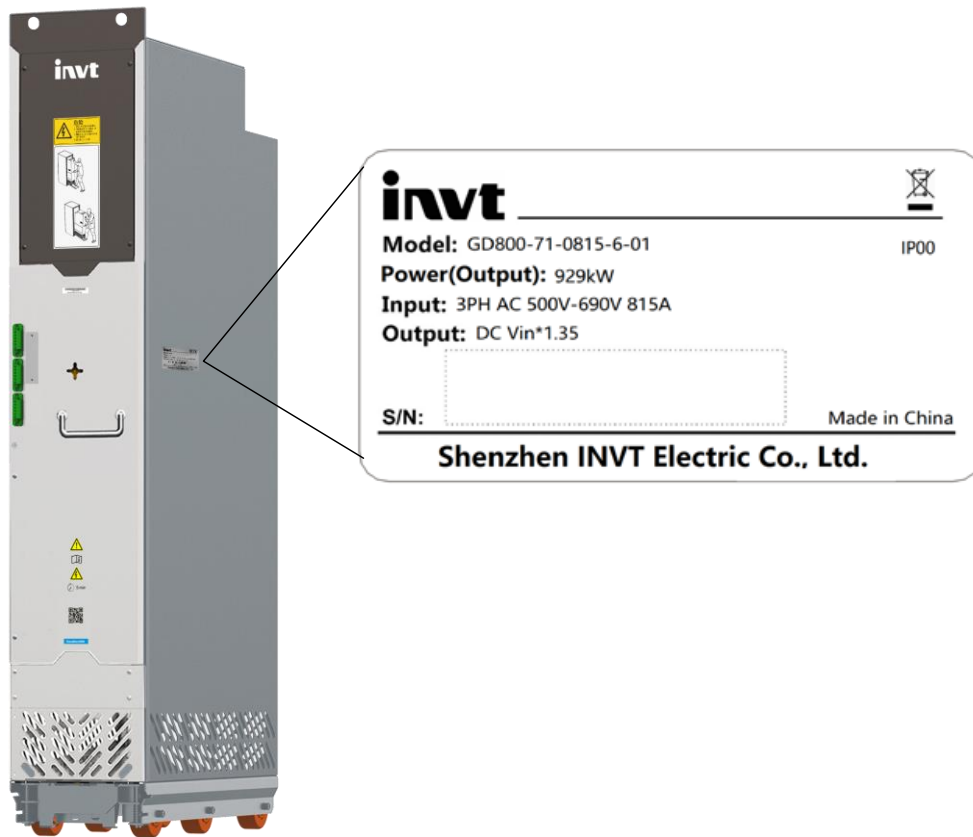 invt
invt
Model: GD800-71-0815-6-01
IP00
Power(Output): 929kW
Input: 3PH AC 500V-690V 815A
Output: DC Vin*1.35
S/N:
Made in China
Shenzhen INVT Electric Co., Ltd.